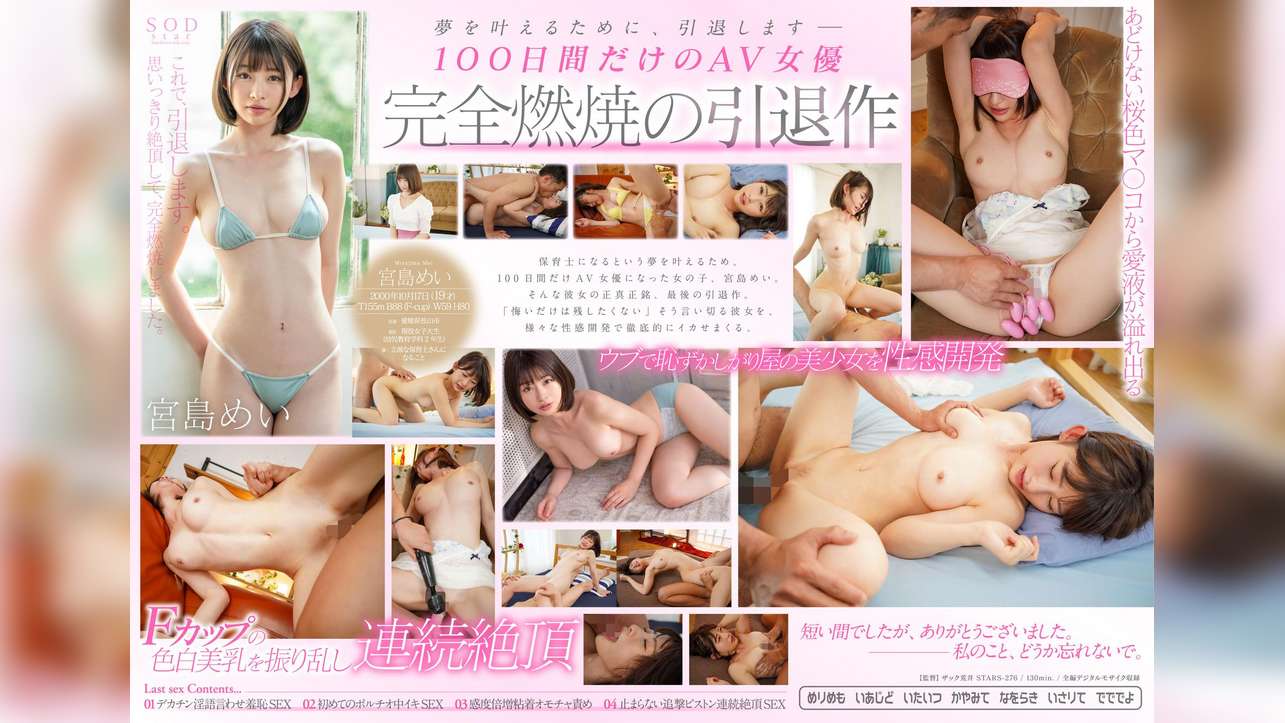 SOD
star
これで、引退します。
思いっきり絶頂して、完全燃焼しました。
夢を叶えるために、引退します―
100日間だけのAV女優
完全燃焼の引退作
あどけない桜色マ〇コから愛液が溢れ出る
MIYAJIMA MEI
宮島めい
2000年10月17日(19才)
T155m B88 (F-cup) W59 H80
保育士になるという夢を叶えるため、
100日間だけAV女優になった女の子、宮島めい。
そんな彼女の正真正銘、最後の引退作。
「悔いだけは残したくない」そう言い切る彼女を、
様々な性感開発で徹底的にイカせまくる。
ウブで恥ずかしがり屋の美少女を性感開発
宮島めい
Fカップの
色白美乳を振り乱し連続絶頂
短い間でしたが、ありがとうございました。
私のこと、どうか忘れないで。
Last sex Contents...
01デカチン淫語言わせ羞恥SEX 02初めてのポルチオ中イキSEX 03感度倍増粘着オモチャ責め 04止まらない追撃ピストン連続絶頂SEX
【監督】ザック荒井 STARS-276 / 130min. / 全編デジタルモザイク収録
めりめも いあじど いたいつ かやみて なをらき いさりて てででよ